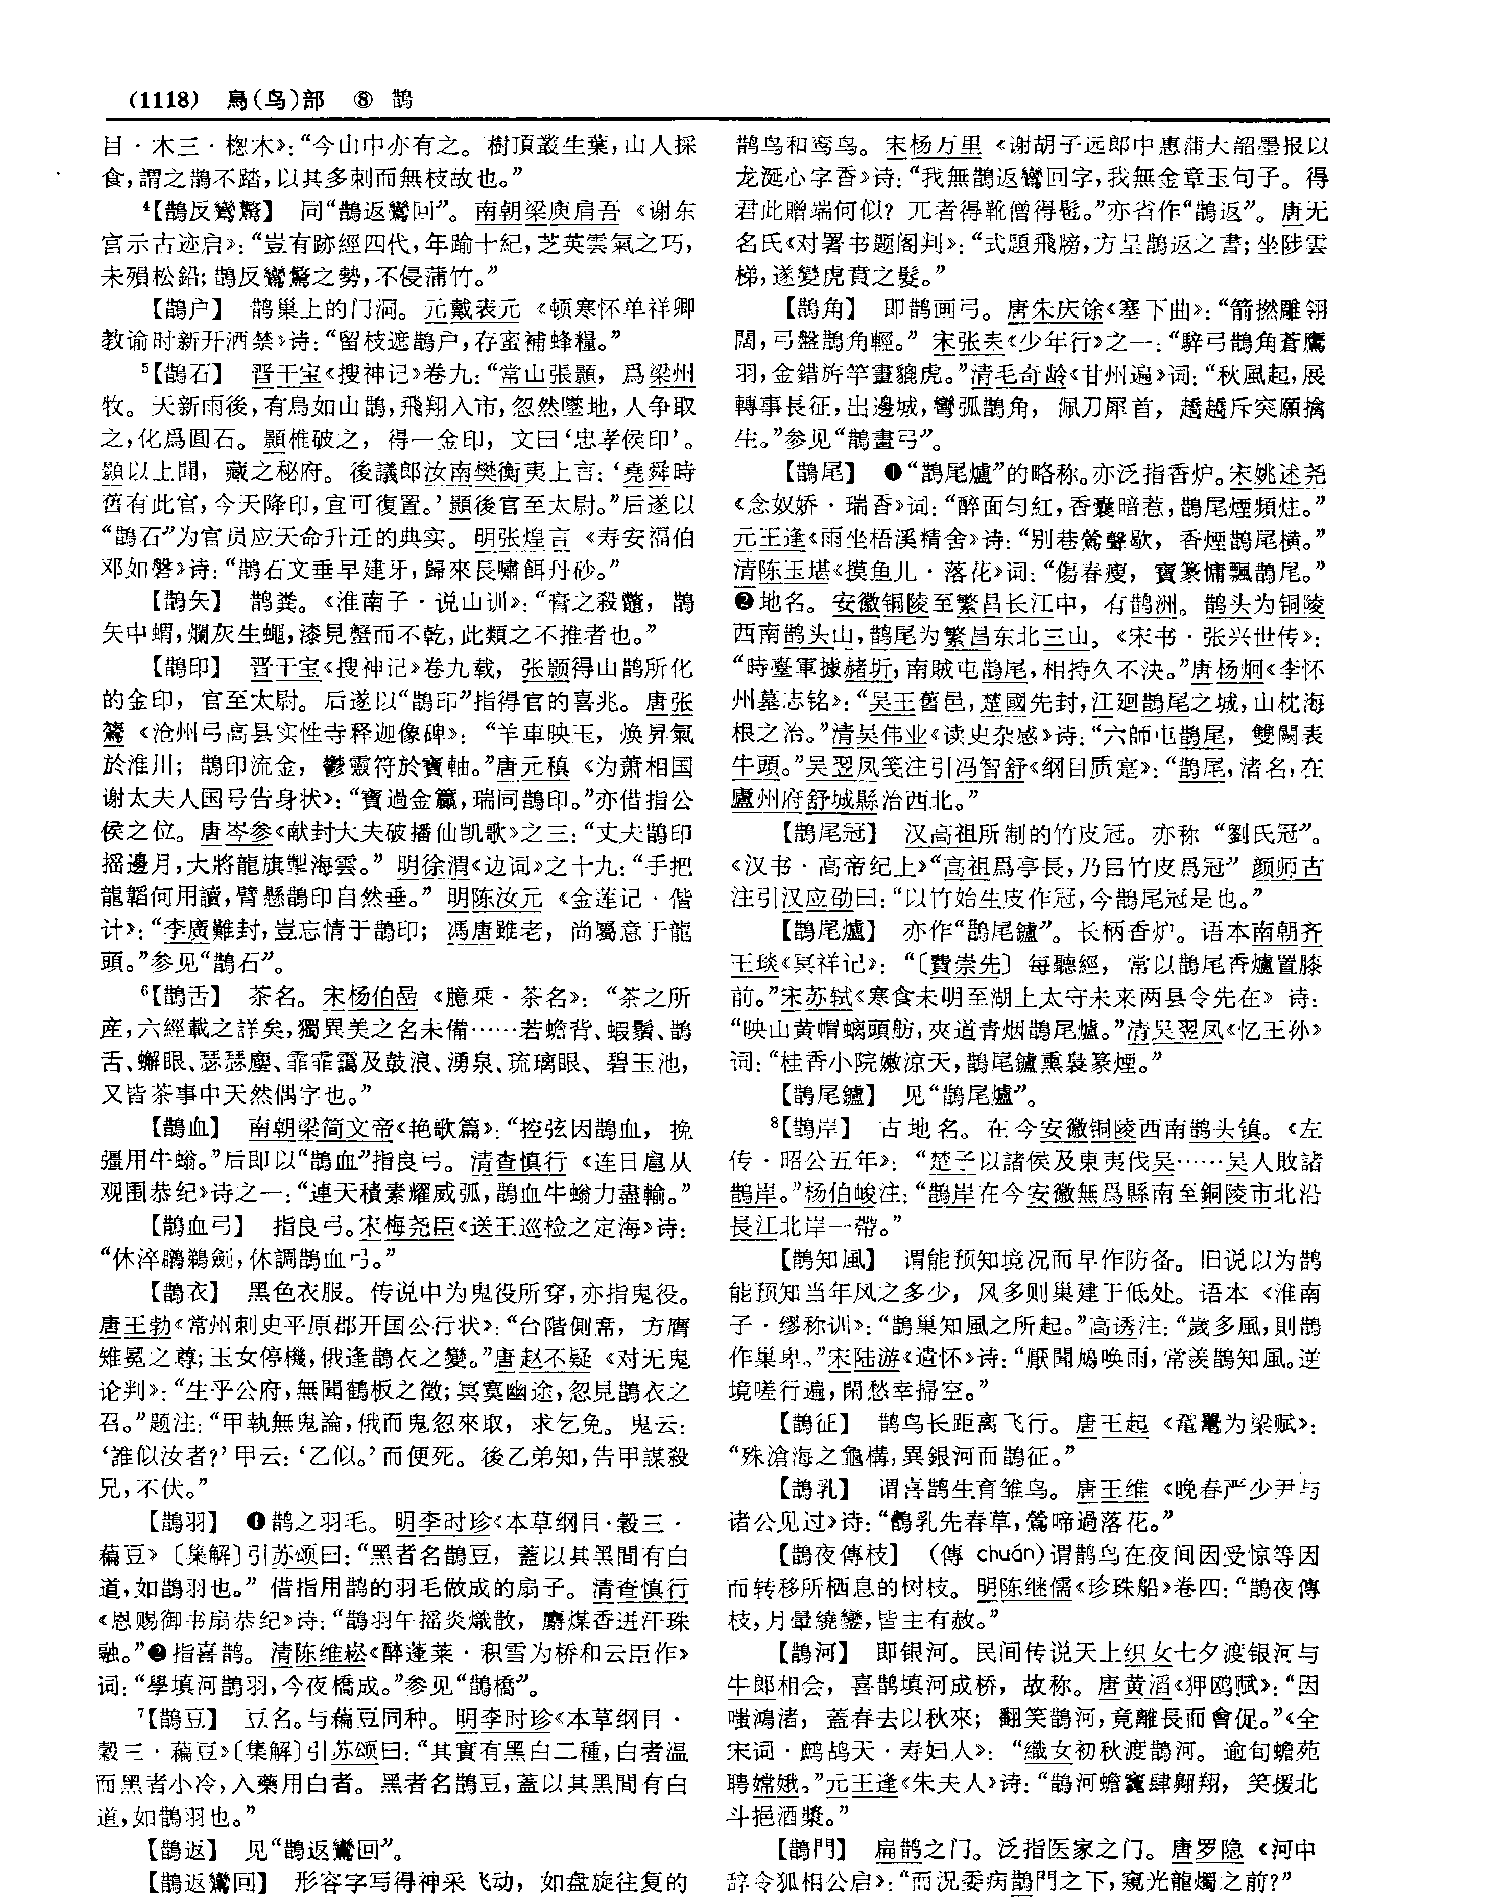 (1118) 鳥(鸟)部 ⑧ 鹊
目·木三·楤木》:“今山中亦有之。樹頂叢生葉,山人採
食,謂之鵲不踏,以其多刺而無枝故也。”
⁴【鹊反鸞驚】 同“鵲返鸞回”。南朝梁庾肩吾《谢东
宫示古迹启》:“豈有跡經四代,年踰十紀,芝英雲氣之巧,
未殞松鉛;鵲反鸞驚之勢,不侵蒲竹。”
【鹊户】 鹊巢上的门洞。元戴表元《顿寒怀单祥卿
教谕时新开酒禁》诗:“留枝遮鵲户,存蜜補蜂糧。”
⁵【鹊石】 晋干宝《搜神记》卷九:“常山張顥,爲梁州
牧。天新雨後,有鳥如山鵲,飛翔入市,忽然墜地,人争取
之,化爲圓石。顥椎破之,得一金印,文曰‘忠孝侯印’。
顥以上聞,藏之秘府。後議郎汝南樊衡夷上言:‘堯舜時
舊有此官,今天降印,宜可復置。’顥後官至太尉。”后遂以
“鹊石”为官员应天命升迁的典实。明张煌言《寿安溍伯
邓如磐》诗:“鵲石文垂早建牙,歸來長嘯餌丹砂。”
【鹊矢】 鹊粪。《淮南子·说山训》:“膏之殺鼈,鵲
矢中蝟,爛灰生蠅,漆見蟹而不乾,此類之不推者也。”
【鹊印】 晋干宝《搜神记》卷九载,张颢得山鹊所化
的金印,官至太尉。后遂以“鹊印”指得官的喜兆。唐张
鷟《沧州弓高县实性寺释迦像碑》:“羊車映玉,焕昇氣
於淮川;鵲印流金,鬱靈符於寶軸。”唐元稹《为萧相国
谢太夫人国号告身状》:“寶過金籯,瑞同鵲印。”亦借指公
侯之位。唐岑参《献封大夫破播仙凯歌》之三:“丈夫鵲印
摇邊月,大將龍旗掣海雲。”明徐渭《边词》之十九:“手把
龍韜何用讀,臂懸鵲印自然垂。”明陈汝元《金莲记·偕
计》:“李廣難封,豈忘情于鵲印;馮唐雖老,尚屬意于龍
頭。”参见“鹊石”。
⁶【鹊舌】 茶名。宋杨伯嵒《臆乘·茶名》:“茶之所
産,六經載之詳矣,獨異美之名未備……若蟾背、蝦鬚、鵲
舌、蠏眼、瑟瑟塵、霏霏靄及鼓浪、湧泉、琉璃眼、碧玉池,
又皆茶事中天然偶字也。”
【鹊血】 南朝梁简文帝《艳歌篇》:“控弦因鵲血,挽
彊用牛螉。”后即以“鹊血”指良弓。清查慎行《连日扈从
观围恭纪》诗之一:“連天積素耀威弧,鵲血牛螉力盡輸。”
【鹊血弓】 指良弓。宋梅尧臣《送王巡检之定海》诗:
“休淬鸊鵜劍,休調鵲血弓。”
【鹊衣】 黑色衣服。传说中为鬼役所穿,亦指鬼役。
唐王勃《常州刺史平原郡开国公行状》:“台階側席,方膺
雉冕之尊;玉女停機,俄逢鵲衣之變。”唐赵不疑《对无鬼
论判》:“生乎公府,無聞鶴板之徵;冥寞幽途,忽見鵲衣之
召。”题注:“甲執無鬼論,俄而鬼忽來取,求乞免。鬼云:
‘誰似汝者?’甲云:‘乙似。’而便死。後乙弟知,告甲謀殺
兄,不伏。”
【鹊羽】 ❶鹊之羽毛。明李时珍《本草纲目·穀三·
藊豆》〔集解〕引苏颂曰:“黑者名鵲豆,蓋以其黑間有白
道,如鵲羽也。”借指用鹊的羽毛做成的扇子。清查慎行
《恩赐御书扇恭纪》诗:“鵲羽午摇炎熾散,麝煤香迸汗珠
融。”❷指喜鹊。清陈维崧《醉蓬莱·积雪为桥和云臣作》
词:“學填河鵲羽,今夜橋成。”参见“鹊橋”。
⁷【鹊豆】 豆名。与藊豆同种。明李时珍《本草纲目·
穀三·藊豆》〔集解〕引苏颂曰:“其實有黑白二種,白者温
而黑者小冷,入藥用白者。黑者名鵲豆,蓋以其黑間有白
道,如鵲羽也。”
【鹊返】 见“鹊返鸞回”。
【鹊返鸞回】 形容字写得神采飞动,如盘旋往复的
鹊鸟和鸾鸟。宋杨万里《谢胡子远郎中惠蒲大韶墨报以
龙涎心字香》诗:“我無鵲返鸞回字,我無金章玉句子。得
君此贈端何似?兀者得靴僧得髢。”亦省作“鹊返”。唐无
名氏《对署书题阁判》:“式題飛牓,方呈鵲返之書;坐陟雲
梯,遂變虎賁之髮。”
【鹊角】 即鹊画弓。唐朱庆馀《塞下曲》:“箭撚雕翎
闊,弓盤鵲角輕。”宋张耒《少年行》之一:“騂弓鵲角蒼鷹
羽,金錯旂竿畫貔虎。”清毛奇龄《甘州遍》词:“秋風起,展
轉事長征,出邊城,彎弧鵲角,佩刀犀首,趫趫斥突願擒
生。”参见“鹊畫弓”。
【鹊尾】 ❶“鹊尾爐”的略称。亦泛指香炉。宋姚述尧
《念奴娇·瑞香》词:“醉面匀紅,香囊暗惹,鵲尾煙頻炷。”
元王逢《雨坐梧溪精舍》诗:“别巷鶯聲歇,香煙鵲尾橫。”
清陈玉堪《摸鱼儿·落花》词:“傷春瘦,寶篆慵飄鵲尾。”
❷地名。安徽铜陵至繁昌长江中,有鹊洲。鹊头为铜陵
西南鹊头山,鹊尾为繁昌东北三山。《宋书·张兴世传》:
“時臺軍據赭圻,南賊屯鵲尾,相持久不決。”唐杨炯《李怀
州墓志铭》:“吴王舊邑,楚國先封,江迴鵲尾之城,山枕海
根之治。”清吴伟业《读史杂感》诗:“六師屯鵲尾,雙闕表
牛頭。”吴翌凤笺注引冯智舒《纲目质寔》:“鵲尾,渚名,在
廬州府舒城縣治西北。”
【鹊尾冠】 汉高祖所制的竹皮冠。亦称“劉氏冠”。
《汉书·高帝纪上》“高祖爲亭長,乃㠯竹皮爲冠”颜师古
注引汉应劭曰:“以竹始生皮作冠,今鵲尾冠是也。”
【鹊尾爐】 亦作“鹊尾鑪”。长柄香炉。语本南朝齐
王琰《冥祥记》:“〔費崇先〕每聽經,常以鵲尾香爐置膝
前。”宋苏轼《寒食未明至湖上太守未来两县令先在》诗:
“映山黄帽螭頭舫,夾道青烟鵲尾爐。”清吴翌凤《忆王孙》
词:“桂香小院嫩涼天,鵲尾鑪熏裊篆煙。”
【鹊尾鑪】 见“鹊尾爐”。
⁸【鹊岸】 古地名。在今安徽铜陵西南鹊头镇。《左
传·昭公五年》:“楚子以諸侯及東夷伐吴……吴人敗諸
鵲岸。”杨伯峻注:“鵲岸在今安徽無爲縣南至銅陵市北沿
長江北岸一帶。”
【鹊知風】 谓能预知境况而早作防备。旧说以为鹊
能预知当年风之多少,风多则巢建于低处。语本《淮南
子·缪称训》:“鵲巢知風之所起。”高诱注:“歲多風,則鵲
作巢卑。”宋陆游《遣怀》诗:“厭聞鳩唤雨,常羨鵲知風。逆
境嗟行遍,閑愁幸掃空。”
【鹊征】 鹊鸟长距离飞行。唐王起《鼋鼍为梁赋》:
“殊滄海之龜構,異銀河而鵲征。”
【鹊乳】 谓喜鹊生育雏鸟。唐王维《晚春严少尹与
诸公见过》诗:“鵲乳先春草,鶯啼過落花。”
【鹊夜傳枝】 (傳 chuán)谓鹊鸟在夜间因受惊等因
而转移所栖息的树枝。明陈继儒《珍珠船》卷四:“鵲夜傳
枝,月暈繞鑾,皆主有赦。”
【鹊河】 即银河。民间传说天上织女七夕渡银河与
牛郎相会,喜鹊填河成桥,故称。唐黄滔《狎鸥赋》:“因
嗤鴻渚,蓋春去以秋來;翻笑鵲河,竟離長而會促。”《全
宋词·鹧鸪天·寿妇人》:“織女初秋渡鵲河。逾旬蟾苑
聘嫦娥。”元王逢《朱夫人》诗:“鵲河蟾窟肆翱翔,笑援北
斗挹酒漿。”
【鹊門】 扁鹊之门。泛指医家之门。唐罗隐《河中
辞令狐相公启》:“而况委病鵲門之下,窺光龍燭之前?”